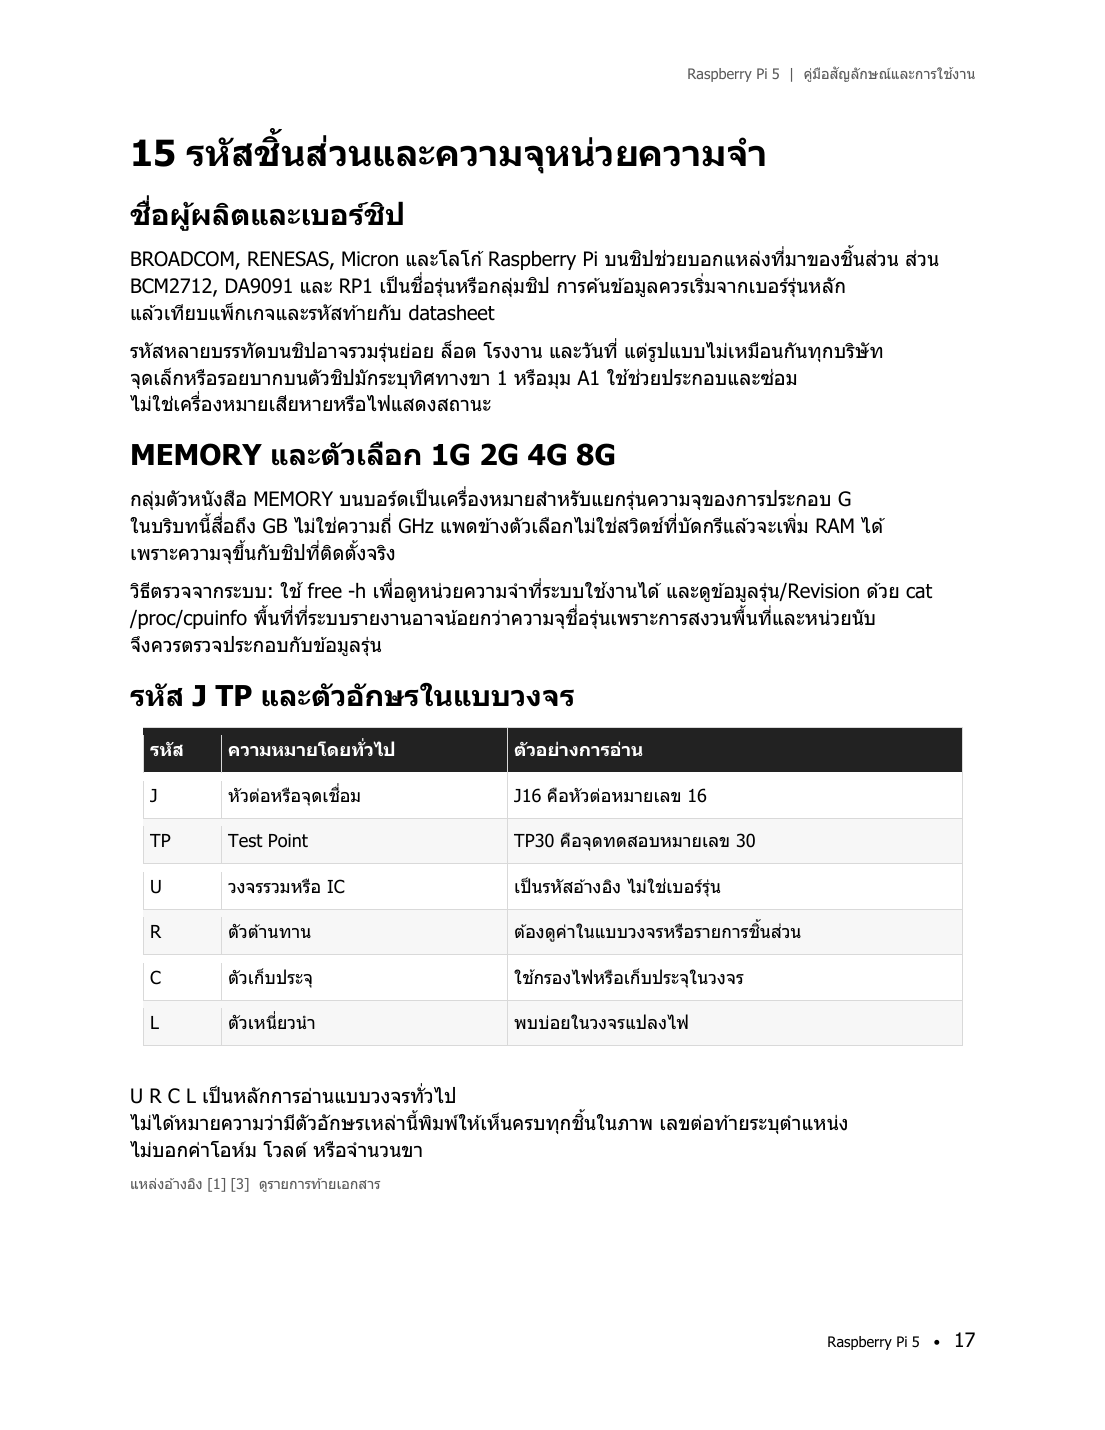 Raspberry Pi 5 | คู่มือสัญลักษณ์และการใช้งาน
15 รหัสชิ้นส่วนและความจุหน่วยความจำ
ชื่อผู้ผลิตและเบอร์ชิป
BROADCOM, RENESAS, Micron และโลโก้ Raspberry Pi บนชิปช่วยบอกแหล่งที่มาของชิ้นส่วน ส่วน
BCM2712, DA9091 และ RP1 เป็นชื่อรุ่นหรือกลุ่มชิป การค้นข้อมูลควรเริ่มจากเบอร์รุ่นหลัก
แล้วเทียบแพ็กเกจและรหัสท้ายกับ datasheet
รหัสหลายบรรทัดบนชิปอาจรวมรุ่นย่อย ล็อต โรงงาน และวันที่ แต่รูปแบบไม่เหมือนกันทุกบริษัท
จุดเล็กหรือรอยบากบนตัวชิปมักระบุทิศทางขา 1 หรือมุม A1 ใช้ช่วยประกอบและซ่อม
ไม่ใช่เครื่องหมายเสียหายหรือไฟแสดงสถานะ
MEMORY และตัวเลือก 1G 2G 4G 8G
กลุ่มตัวหนังสือ MEMORY บนบอร์ดเป็นเครื่องหมายสำหรับแยกรุ่นความจุของการประกอบ G
ในบริบทนี้สื่อถึง GB ไม่ใช่ความถี่ GHz แพดข้างตัวเลือกไม่ใช่สวิตช์ที่บัดกรีแล้วจะเพิ่ม RAM ได้
เพราะความจุขึ้นกับชิปที่ติดตั้งจริง
วิธีตรวจจากระบบ: ใช้ free -h เพื่อดูหน่วยความจำที่ระบบใช้งานได้ และดูข้อมูลรุ่น/Revision ด้วย cat
/proc/cpuinfo พื้นที่ที่ระบบรายงานอาจน้อยกว่าความจุชื่อรุ่นเพราะการสงวนพื้นที่และหน่วยนับ
จึงควรตรวจประกอบกับข้อมูลรุ่น
รหัส J TP และตัวอักษรในแบบวงจร
รหัส ความหมายโดยทั่วไป ตัวอย่างการอ่าน
J หัวต่อหรือจุดเชื่อม J16 คือหัวต่อหมายเลข 16
TP Test Point TP30 คือจุดทดสอบหมายเลข 30
U วงจรรวมหรือ IC เป็นรหัสอ้างอิง ไม่ใช่เบอร์รุ่น
R ตัวต้านทาน ต้องดูค่าในแบบวงจรหรือรายการชิ้นส่วน
C ตัวเก็บประจุ ใช้กรองไฟหรือเก็บประจุในวงจร
L ตัวเหนี่ยวนำ พบบ่อยในวงจรแปลงไฟ
U R C L เป็นหลักการอ่านแบบวงจรทั่วไป
ไม่ได้หมายความว่ามีตัวอักษรเหล่านี้พิมพ์ให้เห็นครบทุกชิ้นในภาพ เลขต่อท้ายระบุตำแหน่ง
ไม่บอกค่าโอห์ม โวลต์ หรือจำนวนขา
แหล่งอ้างอิง [1] [3] ดูรายการท้ายเอกสาร
Raspberry Pi 5 • 17